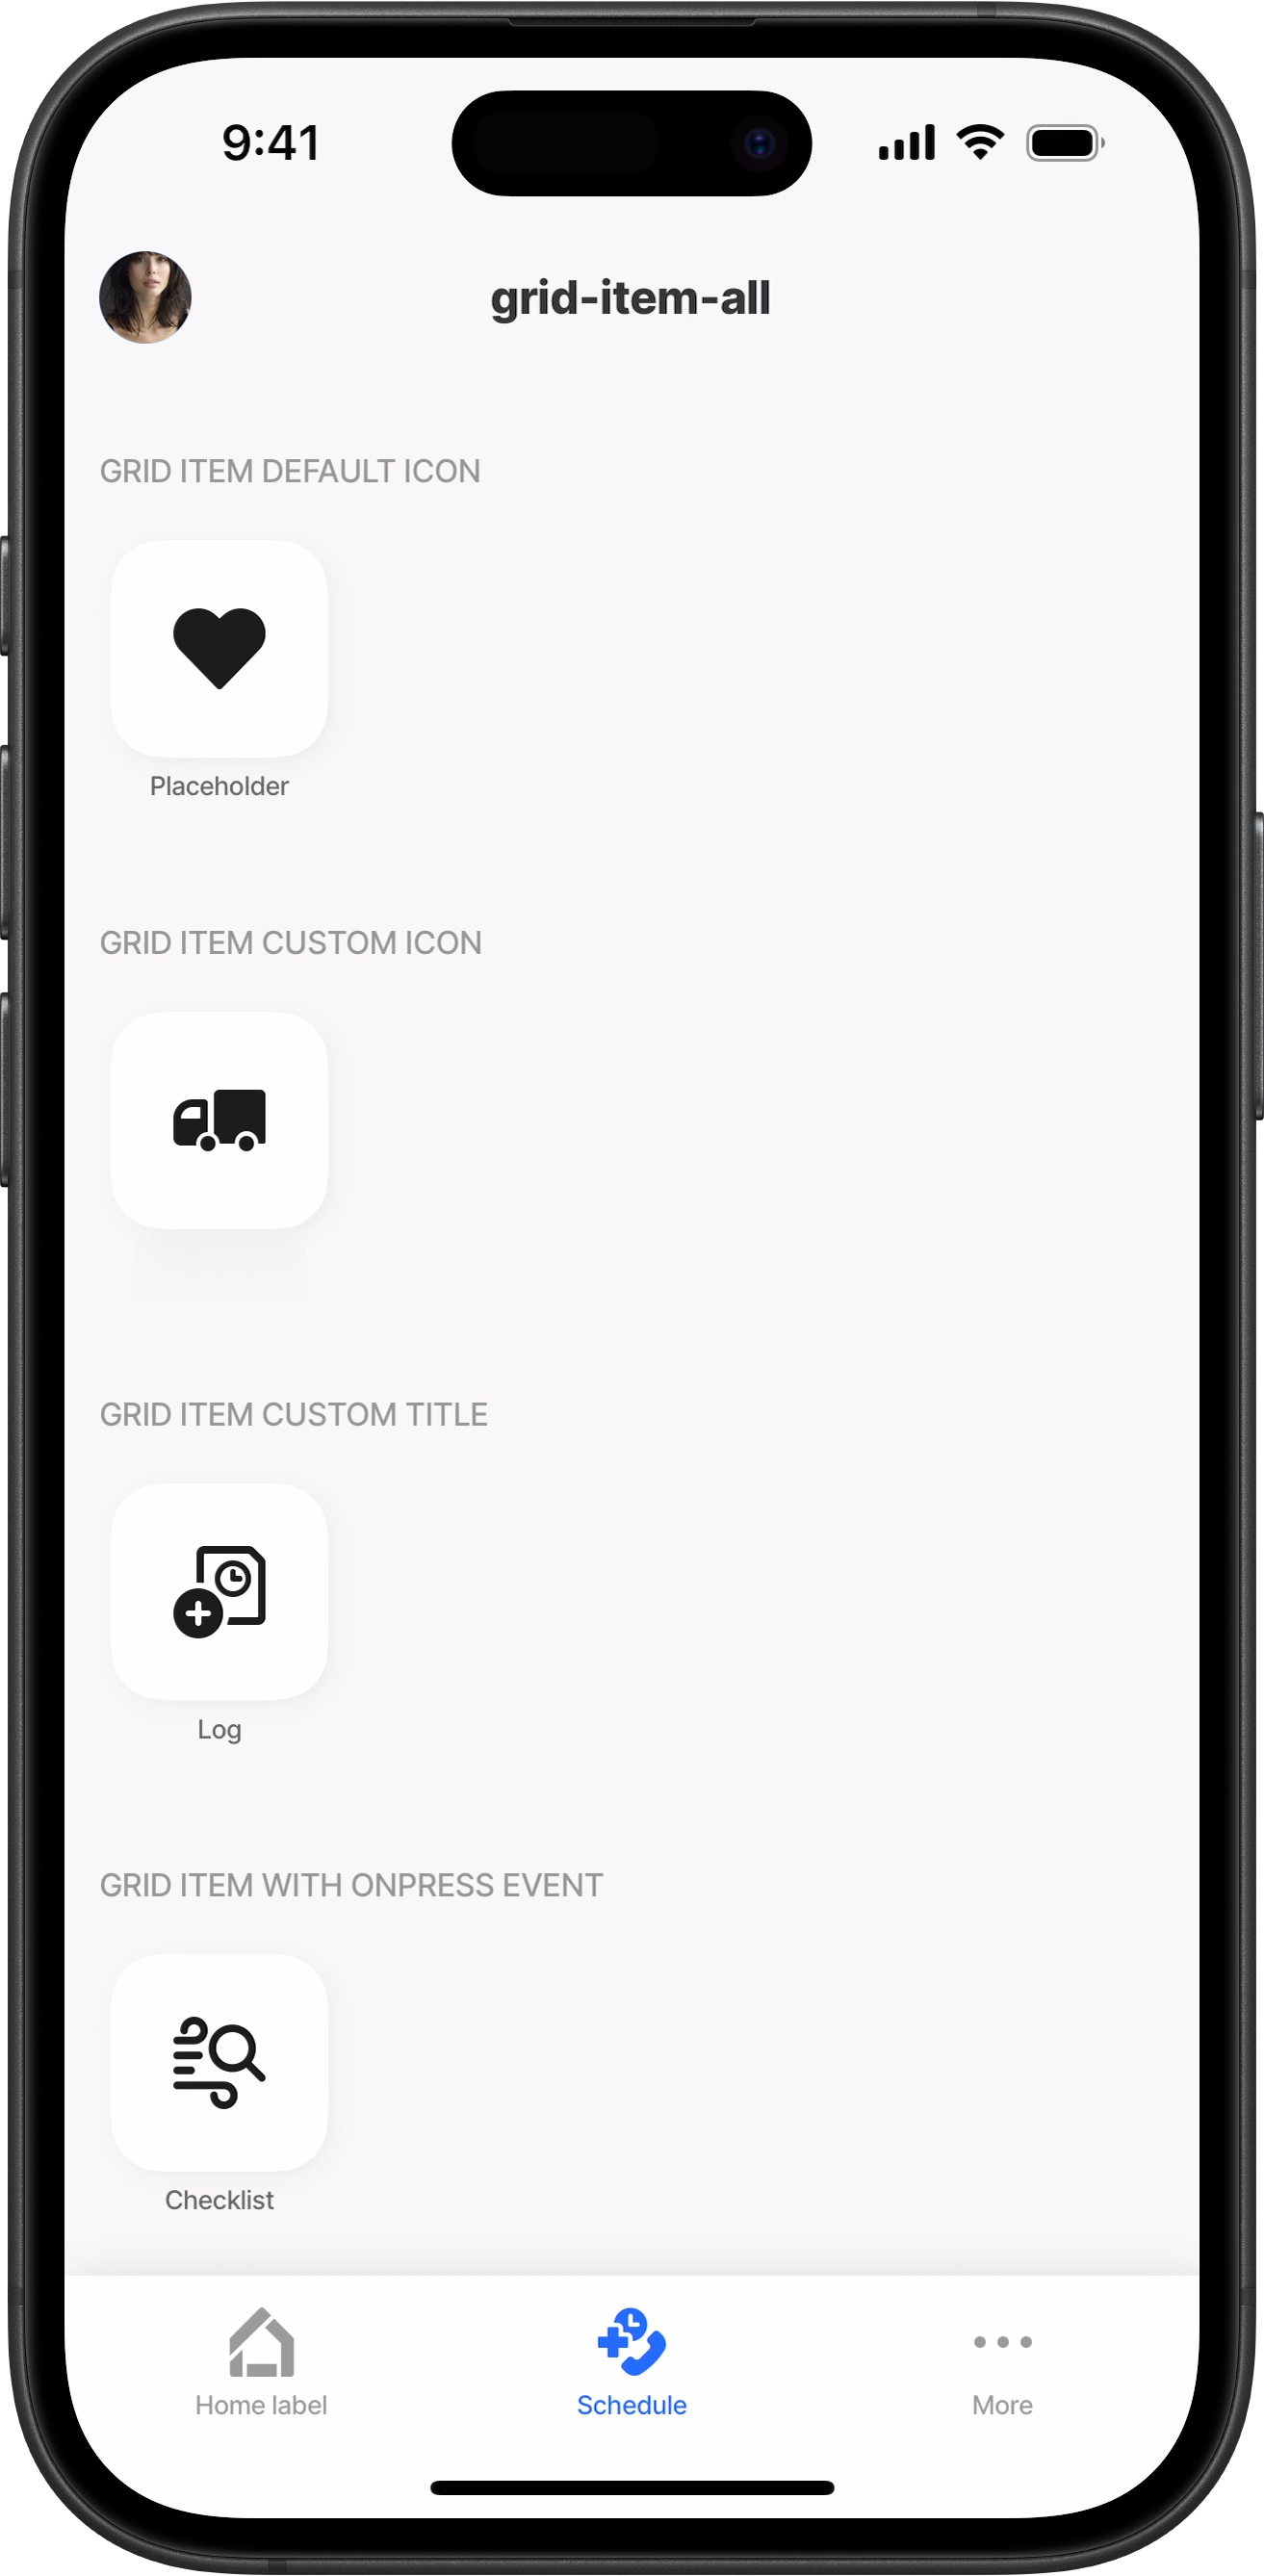 9:41
grid-item-all
GRID ITEM DEFAULT ICON
Placeholder
GRID ITEM CUSTOM ICON
GRID ITEM CUSTOM TITLE
Log
GRID ITEM WITH ONPRESS EVENT
Checklist
Home label
Schedule
More